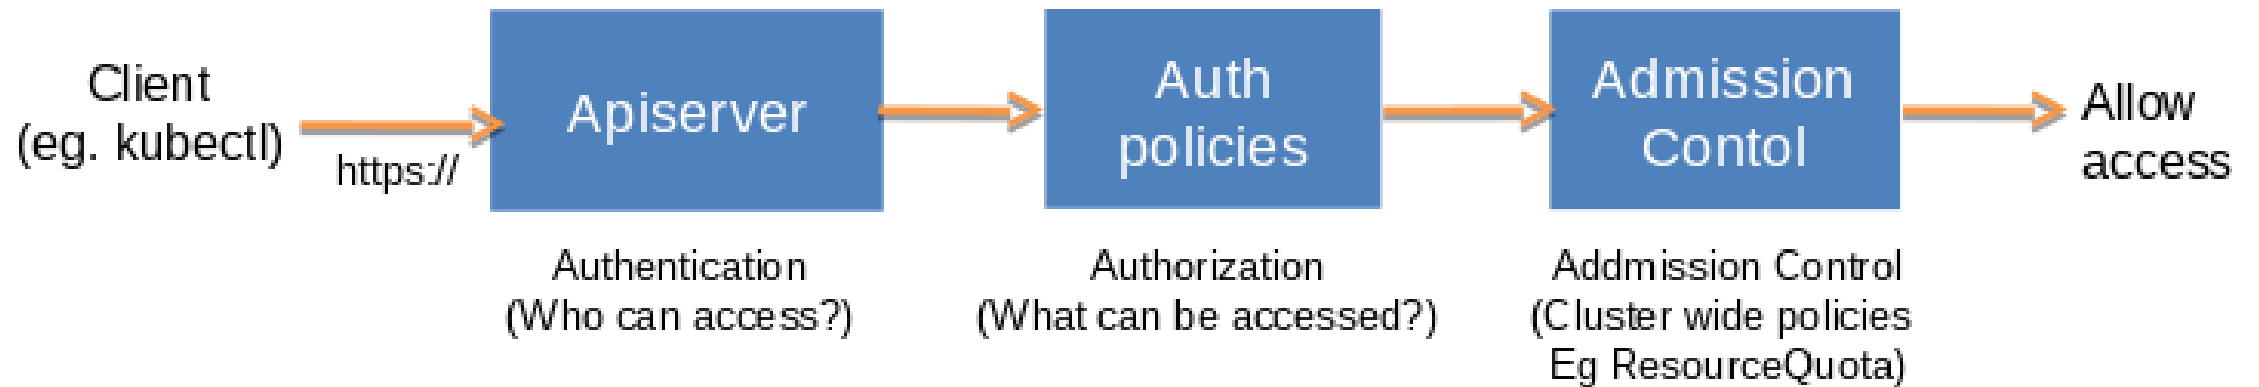 Client
(eg. kubectl)
https://
Apiserver
Authentication
(Who can access?)
Auth
policies
Authorization
(What can be accessed?)
Admission
Contol
Addmission Control
(Cluster wide policies
Eg ResourceQuota)
Allow
access